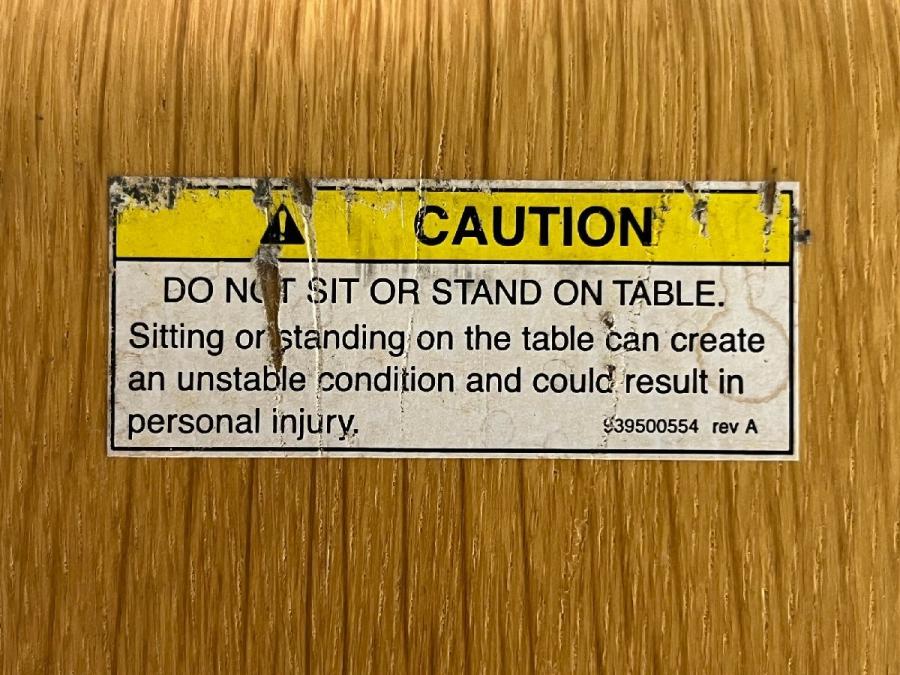 CAUTION
DO NOT SIT OR STAND ON TABLE.
Sitting or standing on the table can create
an unstable condition and could result in
personal injury.
939500554 rev A